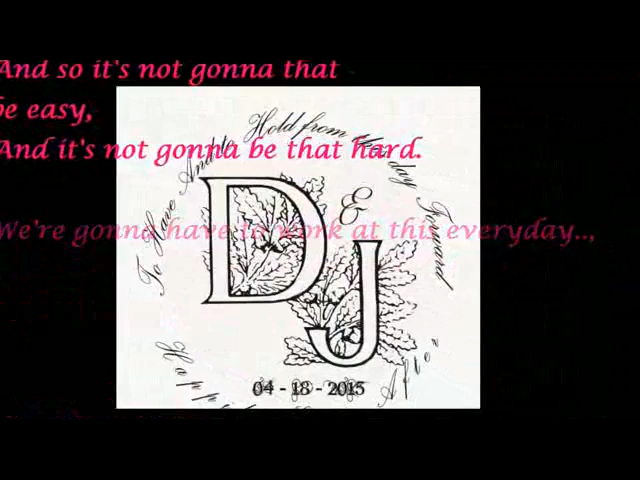 And so it's not gonna that
be easy,
And it's not gonna be that hard.
We're gonna have to work at this everyday..,
To Have And to Hold from this day Forward
D & J
After
04 - 18 - 2015